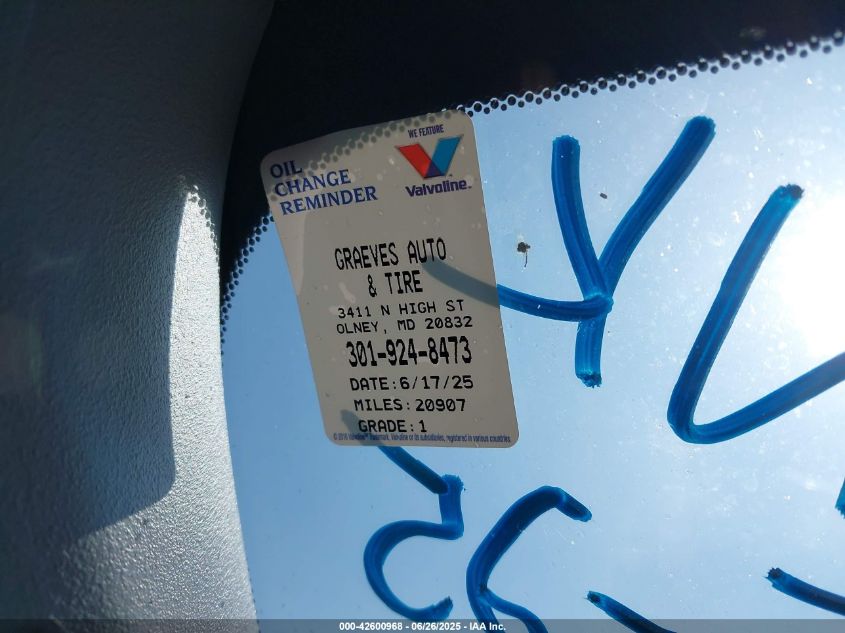 WE FEATURE
Valvoline™
OIL
CHANGE
REMINDER
GRAEVES AUTO
& TIRE
3411 N HIGH ST
OLNEY, MD 20832
301-924-8473
DATE:6/17/25
MILES:20907
GRADE:1
000-42600968 - 06/26/2025 - IAA Inc.